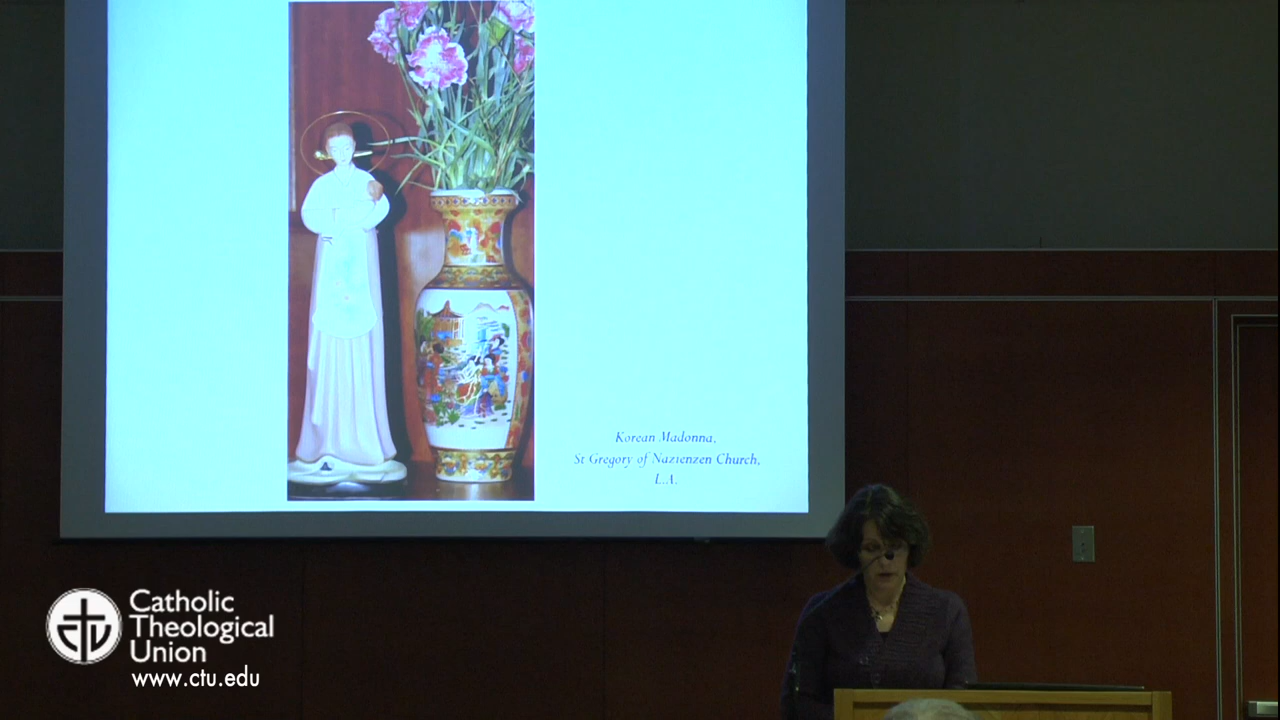 Korean Madonna,
St Gregory of Nazienzen Church,
L.A.
Catholic
Theological
Union
www.ctu.edu